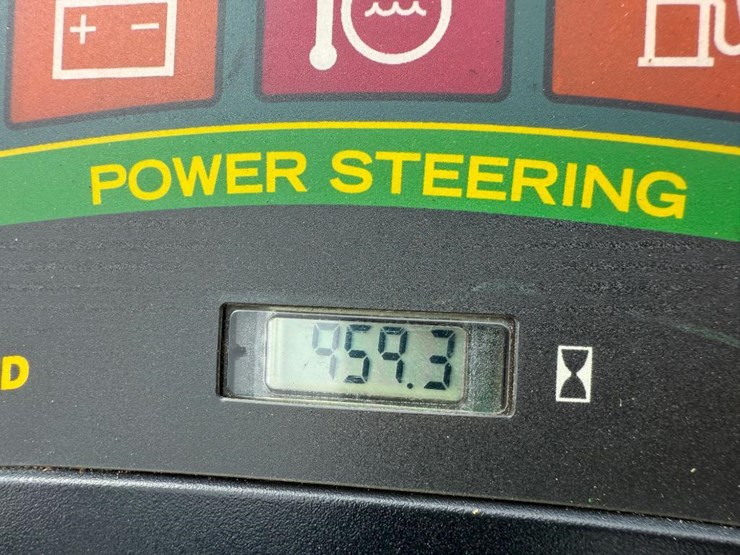 + -
POWER STEERING
D
959.3